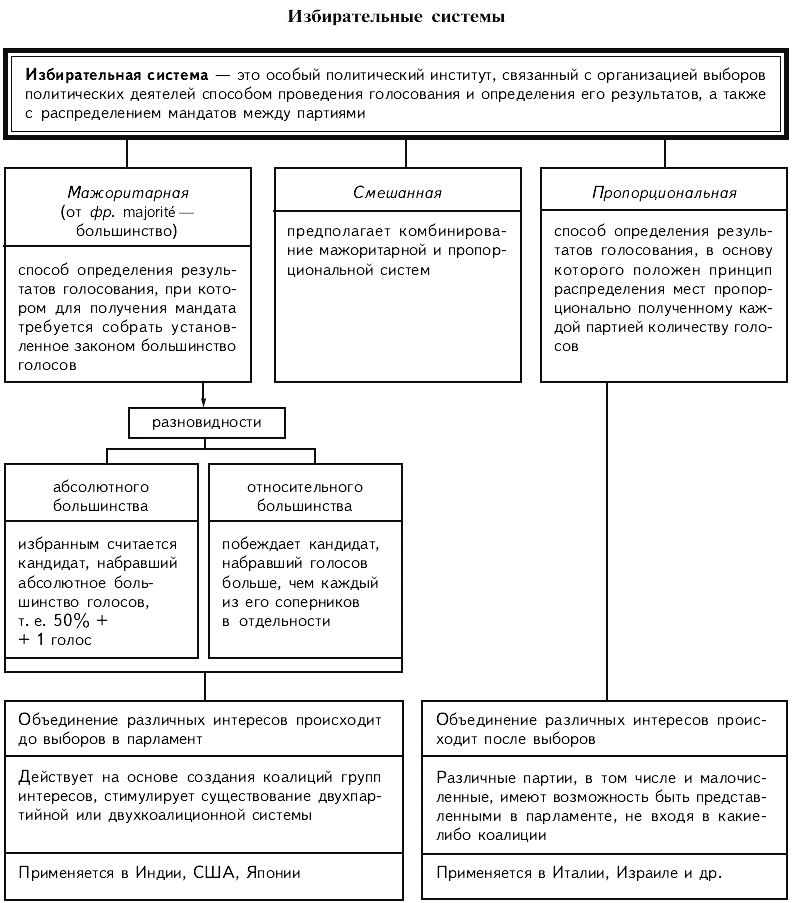 Избирательные системы
Избирательная система — это особый политический институт, связанный с организацией выборов
политических деятелей способом проведения голосования и определения его результатов, а также
с распределением мандатов между партиями
Мажоритарная
(от фр. majorité —
большинство)
способ определения резуль-
татов голосования, при кото-
ром для получения мандата
требуется собрать установ-
ленное законом большинство
голосов
Смешанная
предполагает комбинирова-
ние мажоритарной и пропор-
циональной систем
Пропорциональная
способ определения резуль-
татов голосования, в основу
которого положен принцип
распределения мест пропор-
ционально полученному каж-
дой партией количеству голо-
сов
разновидности
абсолютного
большинства
избранным считается
кандидат, набравший
абсолютное боль-
шинство голосов,
т. е. 50% +
+ 1 голос
относительного
большинства
побеждает кандидат,
набравший голосов
больше, чем каждый
из его соперников
в отдельности
Объединение различных интересов происходит
до выборов в парламент
Действует на основе создания коалиций групп
интересов, стимулирует существование двухпар-
тийной или двухкоалиционной системы
Применяется в Индии, США, Японии
Объединение различных интересов проис-
ходит после выборов
Различные партии, в том числе и малочис-
ленные, имеют возможность быть представ-
ленными в парламенте, не входя в какие-
либо коалиции
Применяется в Италии, Израиле и др.